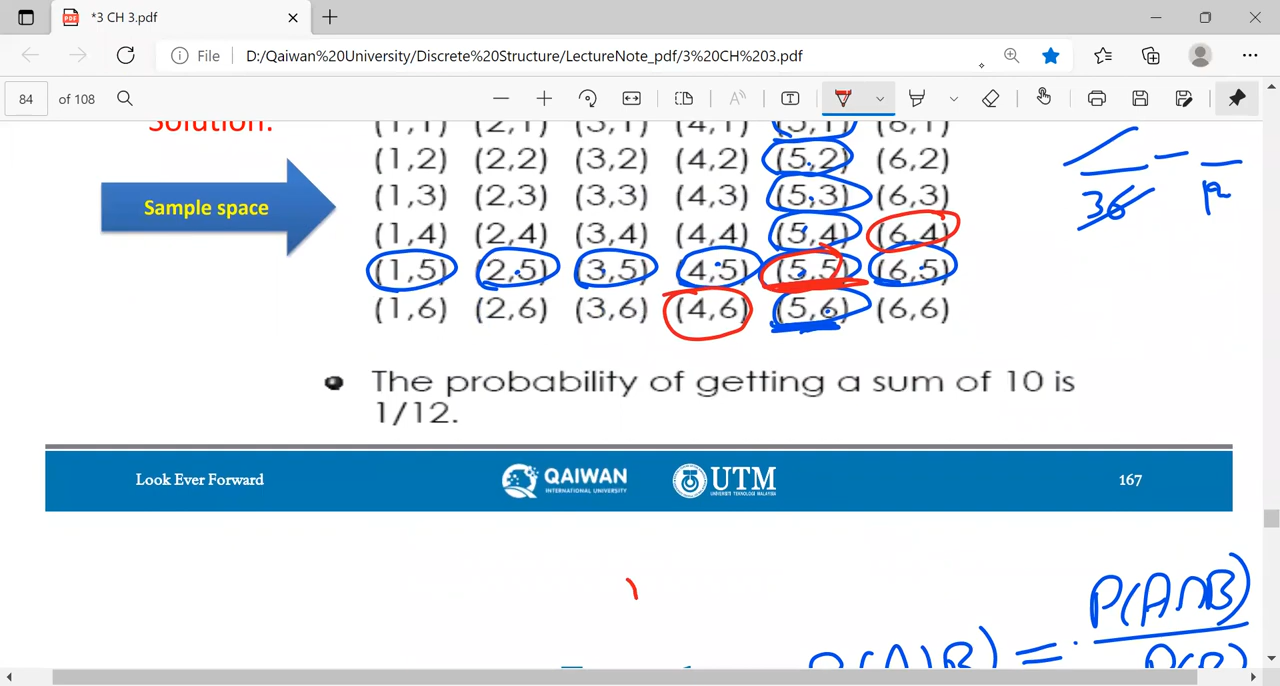 *3 CH 3.pdf
File D:/Qaiwan%20University/Discrete%20Structure/LectureNote_pdf/3%20CH%203.pdf
84 of 108
Solution:
(1,1) (2,1) (3,1) (4,1) (5,1) (6,1)
(1,2) (2,2) (3,2) (4,2) (5,2) (6,2)
Sample space
(1,3) (2,3) (3,3) (4,3) (5,3) (6,3)
36
(1,4) (2,4) (3,4) (4,4) (5,4) (6,4)
(1,5) (2,5) (3,5) (4,5) (5,5) (6,5)
(1,6) (2,6) (3,6) (4,6) (5,6) (6,6)
The probability of getting a sum of 10 is
1/12.
Look Ever Forward
QAIWAN
INTERNATIONAL UNIVERSITY
UTM
UNIVERSITI TEKNOLOGI MALAYSIA
167
P(A∩B)
P(A|B) =
P(B)